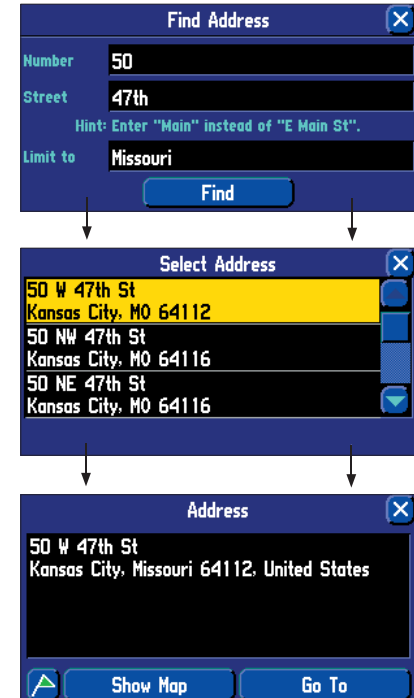 Find Address
Number 50
Street 47th
Hint: Enter "Main" instead of "E Main St".
Limit to Missouri
Find
Select Address
50 W 47th St
Kansas City, MO 64112
50 NW 47th St
Kansas City, MO 64116
50 NE 47th St
Kansas City, MO 64116
Address
50 W 47th St
Kansas City, Missouri 64112, United States
Show Map Go To